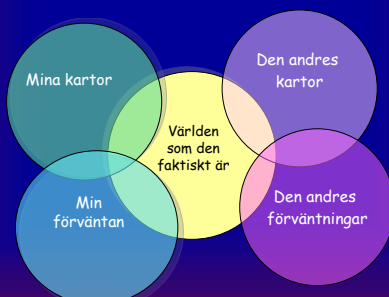 Mina kartor
Den andres
kartor
Världen
som den
faktiskt är
Min
förväntan
Den andres
förväntningar